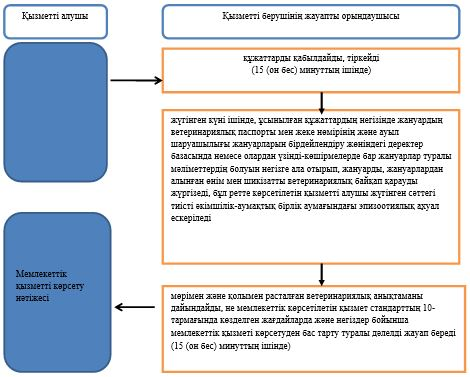 Қызметті алушы
Қызметті берушінің жауапты орындаушысы
құжаттарды қабылдайды, тіркейді
(15 (он бес) минуттың ішінде)
жүгінген күні ішінде, ұсынылған құжаттардың негізінде жануардың
ветеринариялық паспорты мен жеке нөмірінің және ауыл
шаруашылығы жануарларын бірдейлендіру жөніндегі деректер
базасында немесе олардан үзінді-көшірмелерде бар жануарлар туралы
мәліметтердің болуын негізге ала отырып, жануарды, жануарлардан
алынған өнім мен шикізатты ветеринариялық байқап қарауды
жүргізеді, бұл ретте көрсетілетін қызметті алушы жүгінген сәттегі
тиісті әкімшілік-аумақтық бірлік аумағындағы эпизоотиялық ахуал
ескеріледі
Мемлекеттік
қызметті көрсету
нәтіжесі
мөрімен және қолымен расталған ветеринариялық анықтаманы
дайындайды, не мемлекеттік көрсетілетін қызмет стандарттың 10-
тармағында көзделген жағдайларда және негіздер бойынша
мемлекеттік қызметі көрсетуден бас тарту туралы дәлелді жауап береді
(15 (он бес) минуттың ішінде)